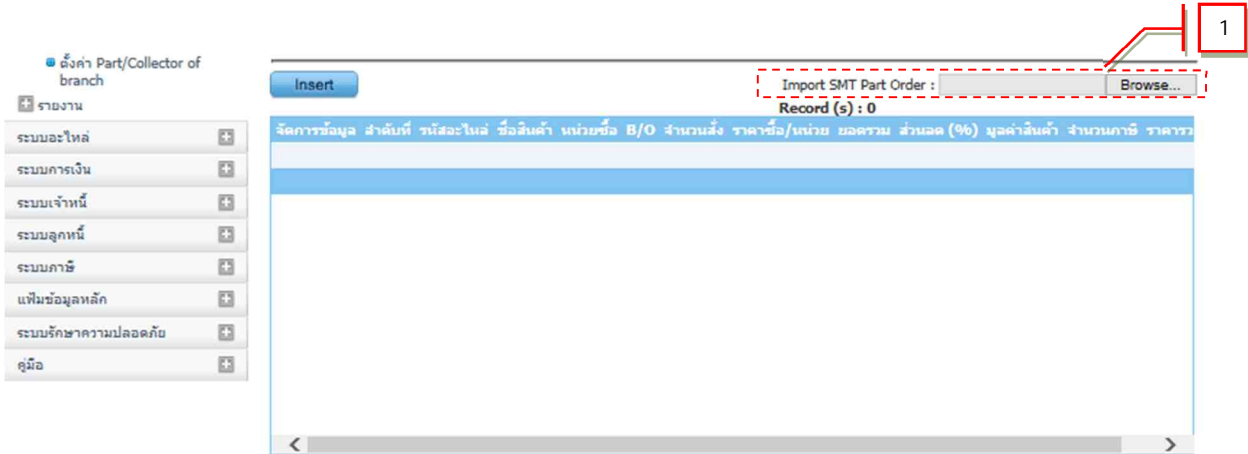 1
ตั้งค่า Part/Collector of
branch
รายงาน
Insert
Import SMT Part Order :
Browse...
Record (s) : 0
จัดการข้อมูล ลำดับที่ รหัสอะไหล่ ชื่อสินค้า หน่วยซื้อ B/O จำนวนสั่ง ราคาซื้อ/หน่วย ยอดรวม ส่วนลด (%) มูลค่าสินค้า จำนวนภาษี ราคารว
ระบบอะไหล่
ระบบการเงิน
ระบบเจ้าหนี้
ระบบลูกหนี้
ระบบภาษี
แฟ้มข้อมูลหลัก
ระบบรักษาความปลอดภัย
คู่มือ